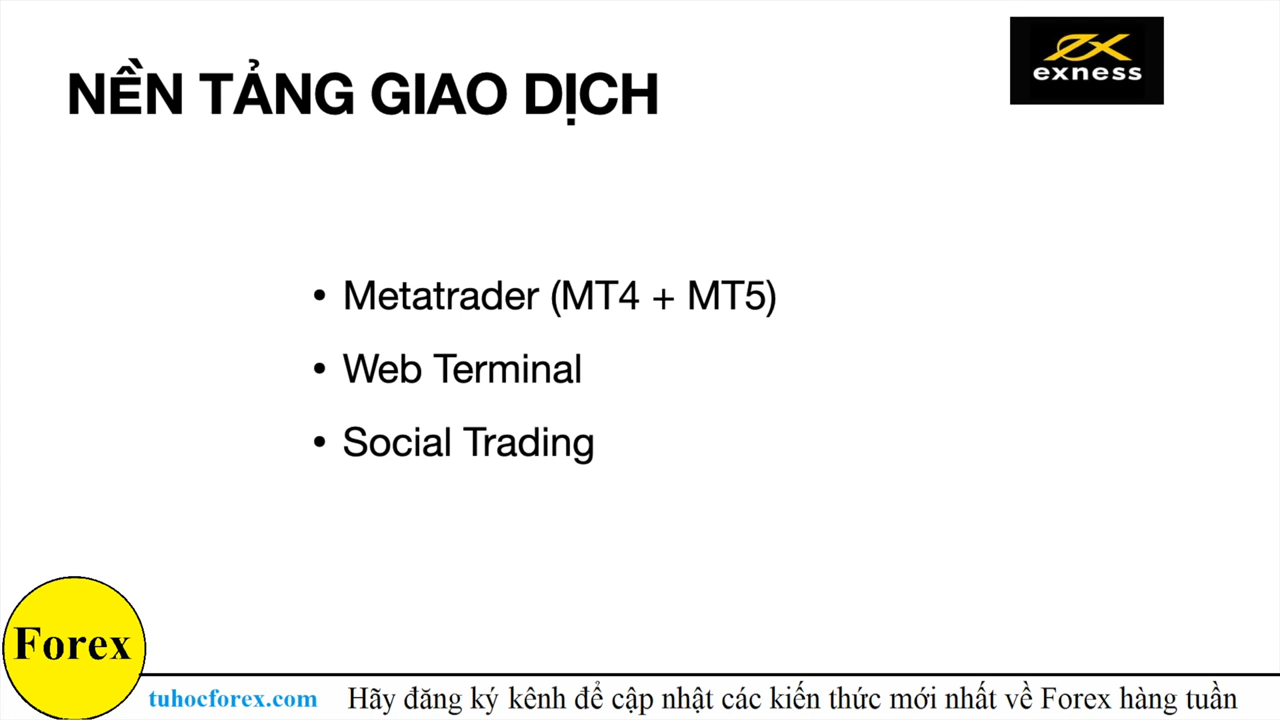 NỀN TẢNG GIAO DỊCH
exness
• Metatrader (MT4 + MT5)
• Web Terminal
• Social Trading
Forex
tuhocforex.com Hãy đăng ký kênh để cập nhật các kiến thức mới nhất về Forex hàng tuần